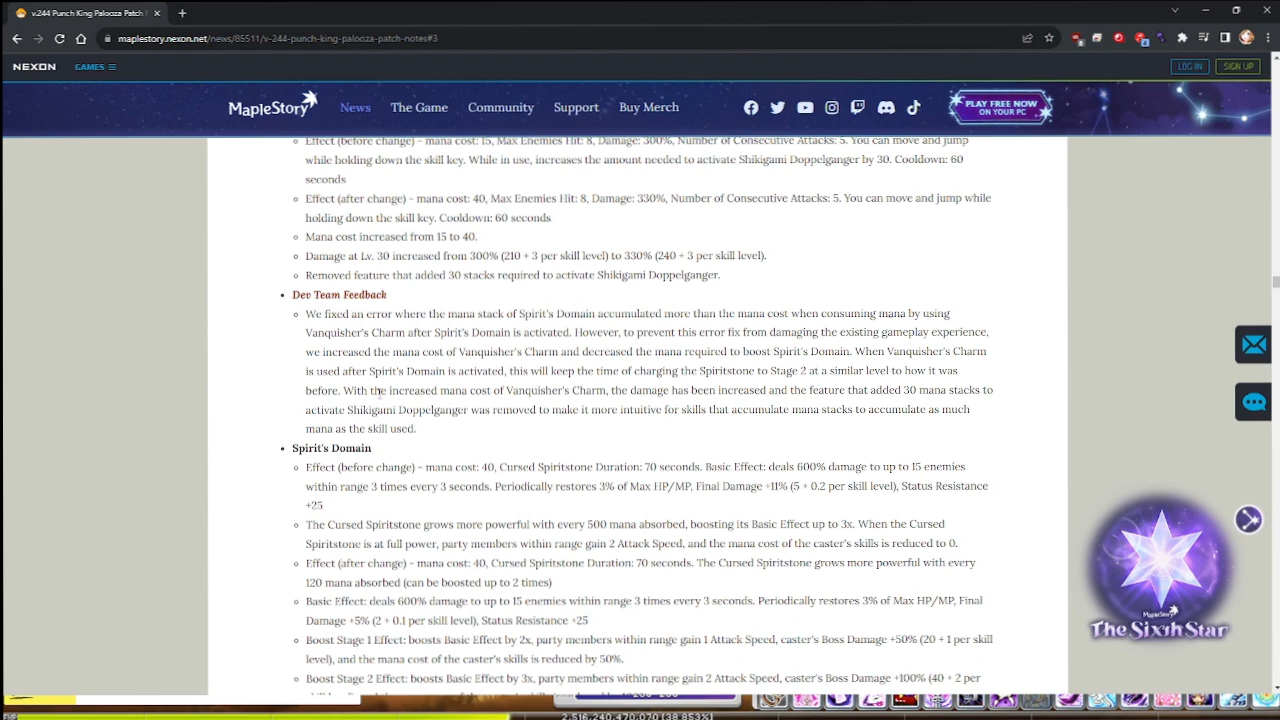 v.244 Punch King Palooza Patch
maplestory.nexon.net/news/85511/v-244-punch-king-palooza-patch-notes#3
NEXON GAMES LOG IN SIGN UP
MapleStory News The Game Community Support Buy Merch PLAY FREE NOW
ON YOUR PC
Effect (before change) - mana cost: 15, Max Enemies Hit: 8, Damage: 300%, Number of Consecutive Attacks: 5. You can move and jump
while holding down the skill key. While in use, increases the amount needed to activate Shikigami Doppelganger by 30. Cooldown: 60
seconds
Effect (after change) - mana cost: 40, Max Enemies Hit: 8, Damage: 330%, Number of Consecutive Attacks: 5. You can move and jump while
holding down the skill key. Cooldown: 60 seconds
Mana cost increased from 15 to 40.
Damage at Lv. 30 increased from 300% (210 + 3 per skill level) to 330% (240 + 3 per skill level).
Removed feature that added 30 stacks required to activate Shikigami Doppelganger.
Dev Team Feedback
We fixed an error where the mana stack of Spirit's Domain accumulated more than the mana cost when consuming mana by using
Vanquisher's Charm after Spirit's Domain is activated. However, to prevent this error fix from damaging the existing gameplay experience,
we increased the mana cost of Vanquisher's Charm and decreased the mana required to boost Spirit's Domain. When Vanquisher's Charm
is used after Spirit's Domain is activated, this will keep the time of charging the Spiritstone to Stage 2 at a similar level to how it was
before. With the increased mana cost of Vanquisher's Charm, the damage has been increased and the feature that added 30 mana stacks to
activate Shikigami Doppelganger was removed to make it more intuitive for skills that accumulate mana stacks to accumulate as much
mana as the skill used.
Spirit's Domain
Effect (before change) - mana cost: 40, Cursed Spiritstone Duration: 70 seconds. Basic Effect: deals 600% damage to up to 15 enemies
within range 3 times every 3 seconds. Periodically restores 3% of Max HP/MP, Final Damage +11% (5 + 0.2 per skill level), Status Resistance
+25
The Cursed Spiritstone grows more powerful with every 500 mana absorbed, boosting its Basic Effect up to 3x. When the Cursed
Spiritstone is at full power, party members within range gain 2 Attack Speed, and the mana cost of the caster's skills is reduced to 0.
Effect (after change) - mana cost: 40, Cursed Spiritstone Duration: 70 seconds. The Cursed Spiritstone grows more powerful with every
120 mana absorbed (can be boosted up to 2 times)
Basic Effect: deals 600% damage to up to 15 enemies within range 3 times every 3 seconds. Periodically restores 3% of Max HP/MP, Final
Damage +5% (2 + 0.1 per skill level), Status Resistance +25
Boost Stage 1 Effect: boosts Basic Effect by 2x, party members within range gain 1 Attack Speed, caster's Boss Damage +50% (20 + 1 per skill
level), and the mana cost of the caster's skills is reduced by 50%.
Boost Stage 2 Effect: boosts Basic Effect by 3x, party members within range gain 2 Attack Speed, caster's Boss Damage +100% (40 + 2 per
MapleStory
The Sixth Star
2,516,240,470,070 (38.853%)